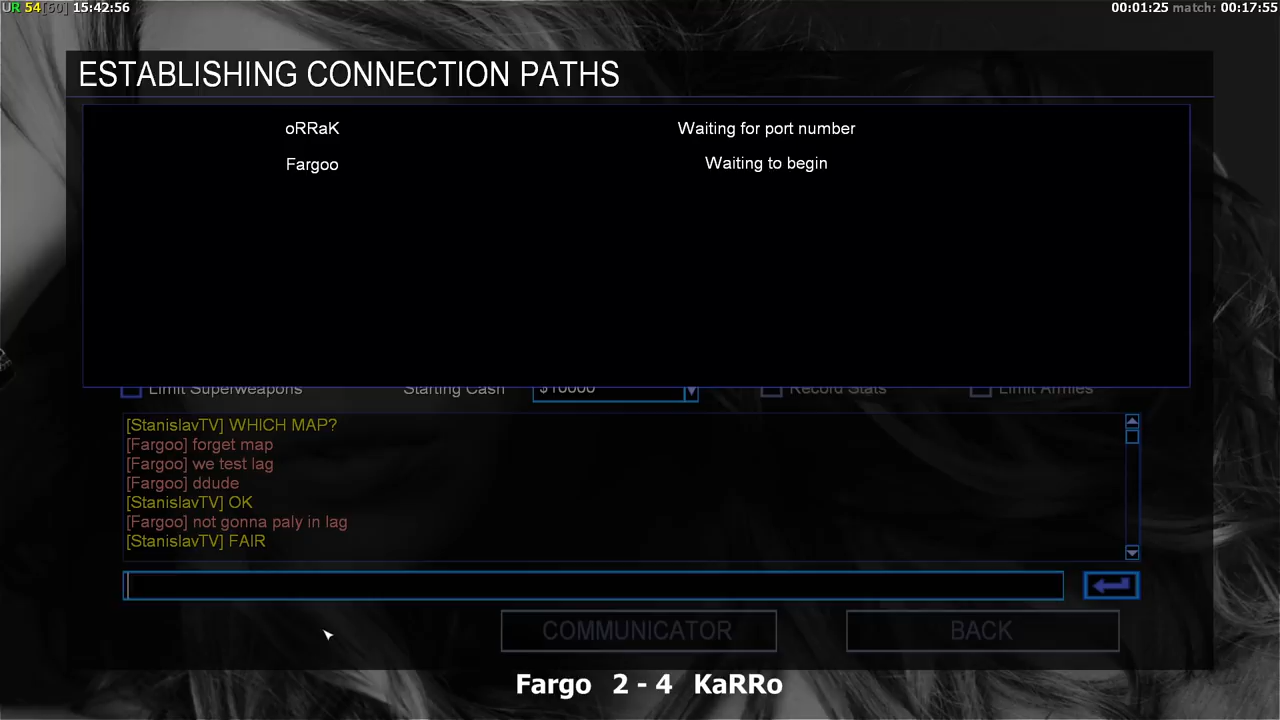 UR 54[60] 15:42:56
00:01:25 match: 00:17:55
ESTABLISHING CONNECTION PATHS
oRRaK Waiting for port number
Fargoo Waiting to begin
Limit Superweapons Starting Cash $10000 Record Stats Limit Armies
[StanislavTV] WHICH MAP?
[Fargoo] forget map
[Fargoo] we test lag
[Fargoo] ddude
[StanislavTV] OK
[Fargoo] not gonna paly in lag
[StanislavTV] FAIR
COMMUNICATOR BACK
Fargo 2 - 4 KaRRo